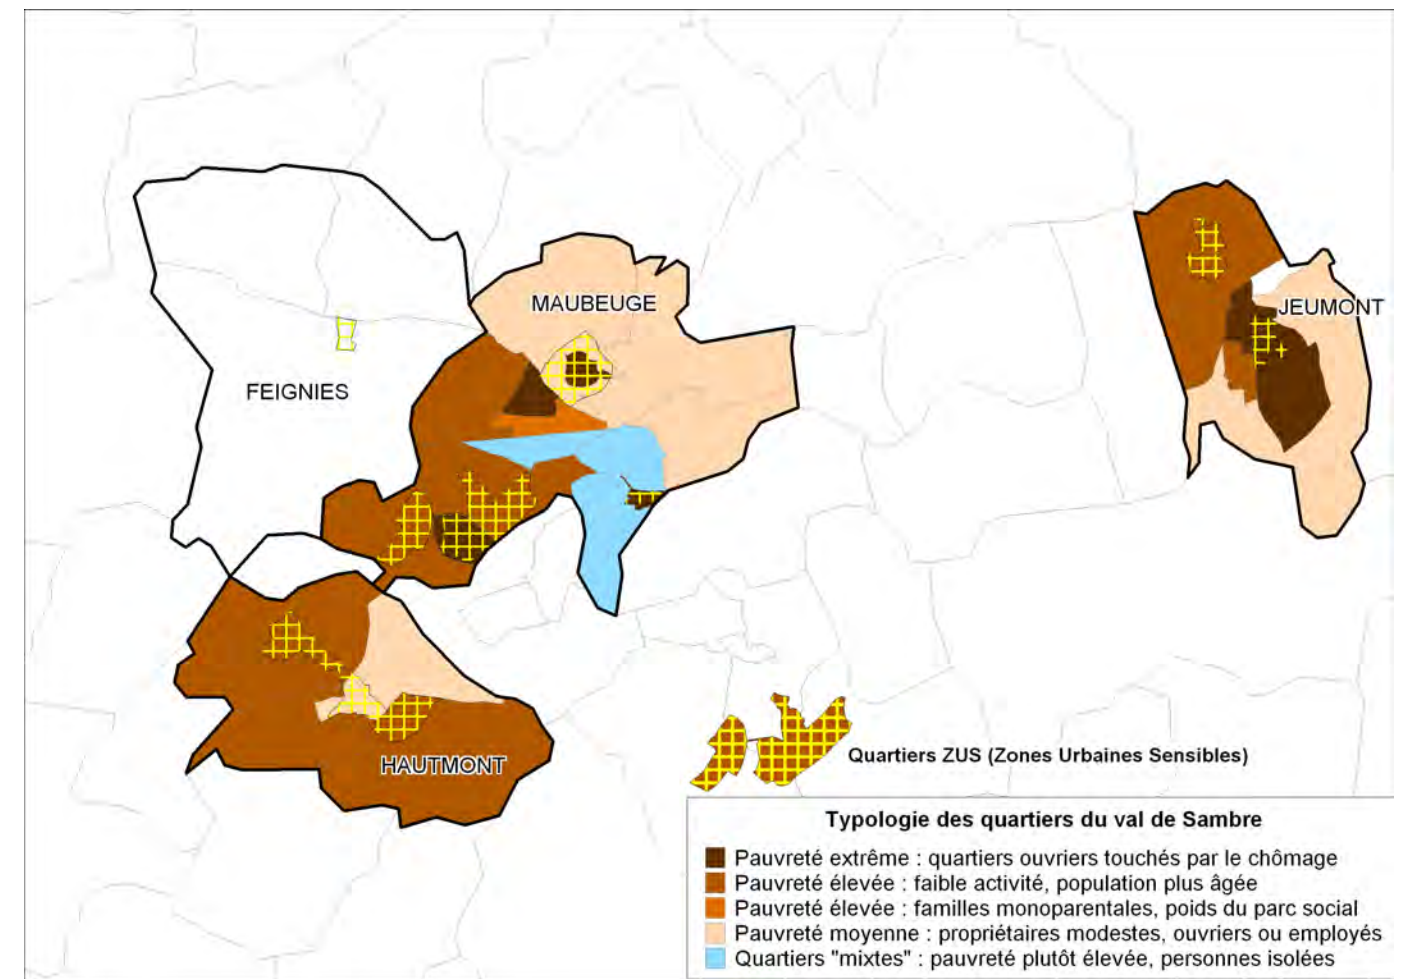 MAUBEUGE
JEUMONT
FEIGNIES
HAUTMONT
Quartiers ZUS (Zones Urbaines Sensibles)
Typologie des quartiers du val de Sambre
Pauvreté extrême : quartiers ouvriers touchés par le chômage
Pauvreté élevée : faible activité, population plus âgée
Pauvreté élevée : familles monoparentales, poids du parc social
Pauvreté moyenne : propriétaires modestes, ouvriers ou employés
Quartiers "mixtes" : pauvreté plutôt élevée, personnes isolées